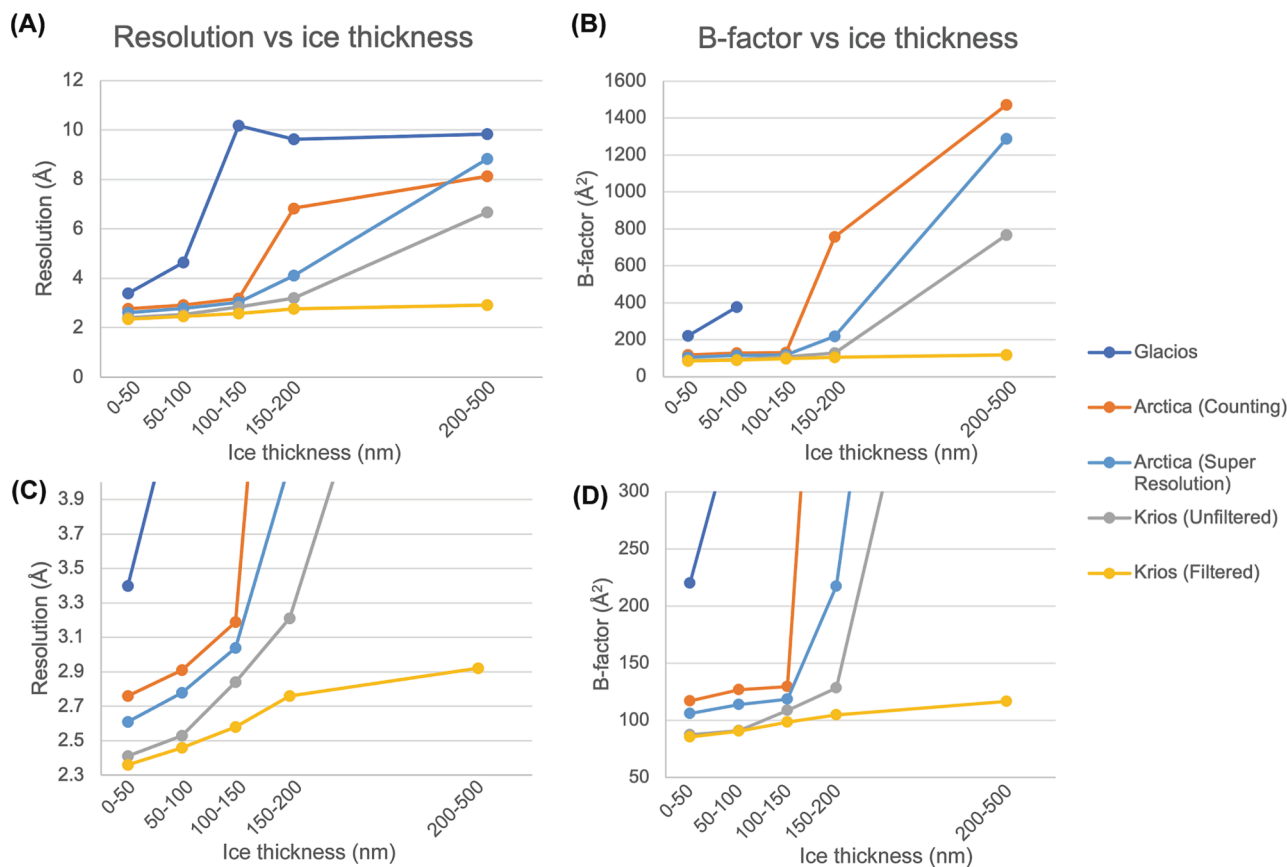 (A)
Resolution vs ice thickness
12
10
8
6
4
2
0
Resolution (Å)
0-50
50-100
100-150
150-200
200-500
Ice thickness (nm)
(B)
B-factor vs ice thickness
1600
1400
1200
1000
800
600
400
200
0
B-factor (Å²)
0-50
50-100
100-150
150-200
200-500
Ice thickness (nm)
Glacios
Arctica (Counting)
Arctica (Super
Resolution)
Krios (Unfiltered)
Krios (Filtered)
(C)
3.9
3.7
3.5
3.3
3.1
2.9
2.7
2.5
2.3
Resolution (Å)
0-50
50-100
100-150
150-200
200-500
Ice thickness (nm)
(D)
300
250
200
150
100
50
B-factor (Å²)
0-50
50-100
100-150
150-200
200-500
Ice thickness (nm)